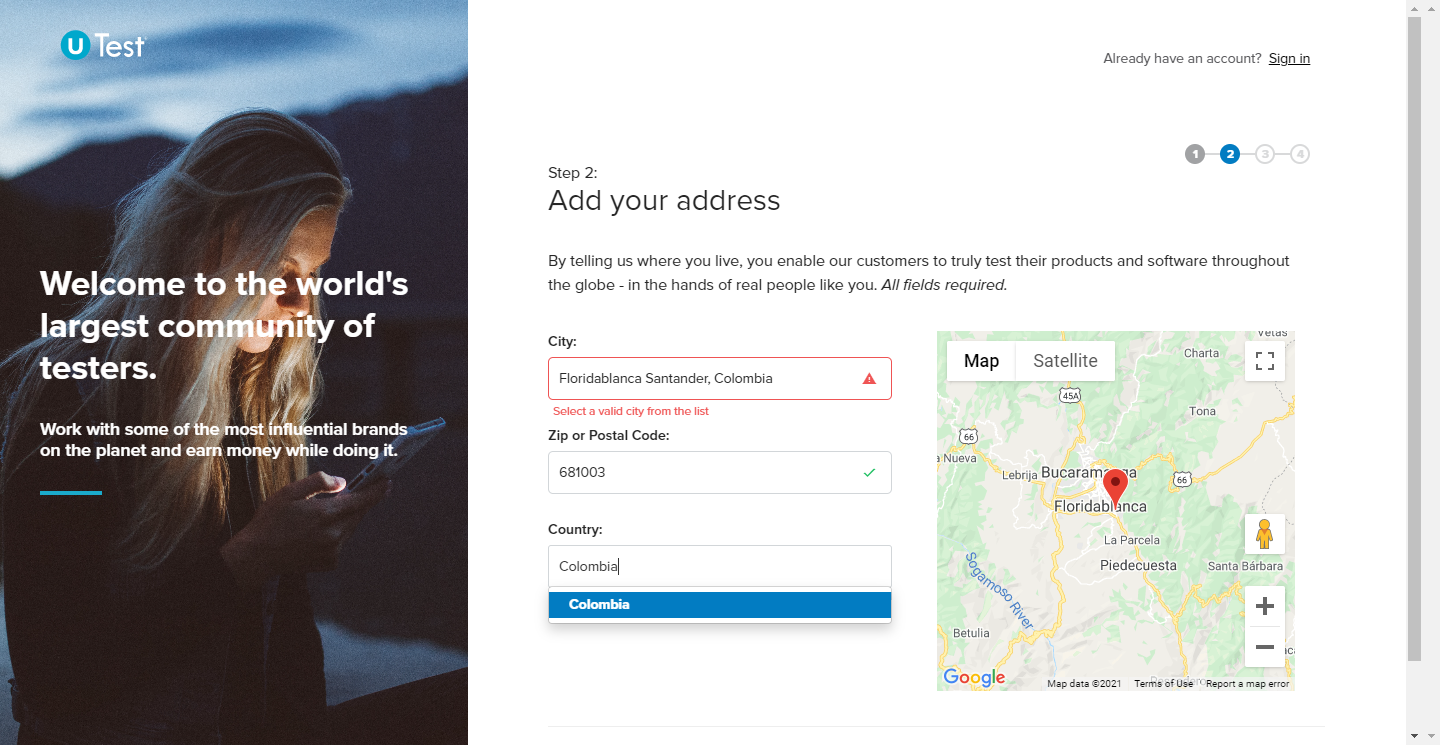 U Test
Already have an account? Sign in
1 2 3 4
Step 2:
Add your address
Welcome to the world's
largest community of
testers.
Work with some of the most influential brands
on the planet and earn money while doing it.
By telling us where you live, you enable our customers to truly test their products and software throughout
the globe - in the hands of real people like you. All fields required.
City:
Floridablanca Santander, Colombia
Select a valid city from the list
Zip or Postal Code:
681003
Country:
Colombia
Colombia
Map Satellite
Vetas
Charta
45A
Tona
66
a Nueva
Lebrija
Bucaramanga
66
Floridablanca
La Parcela
Piedecuesta
Santa Bárbara
Sogamoso River
Betulia
Google
Map data ©2021 Terms of Use Report a map error